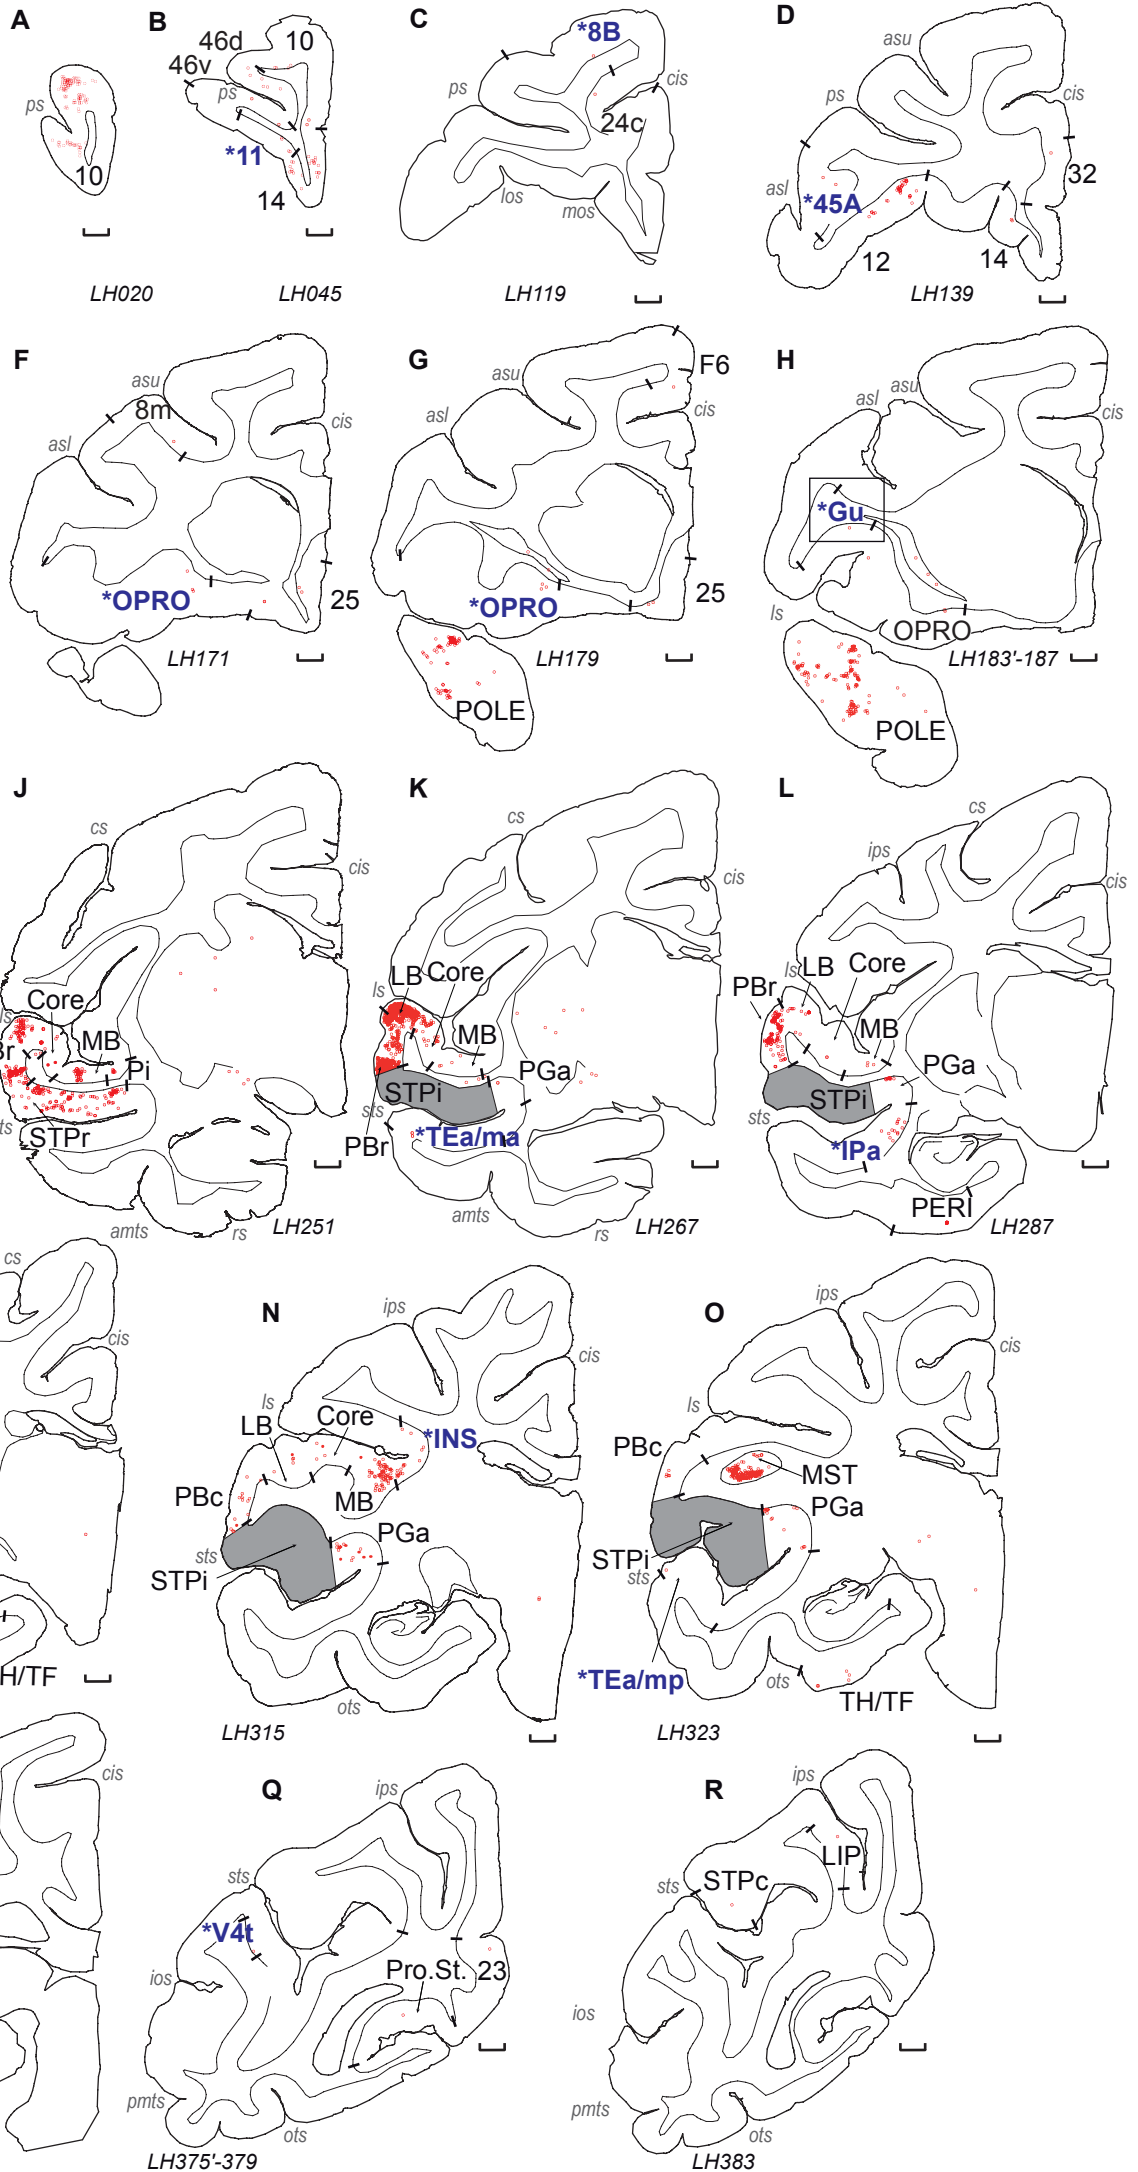 A
B
C
D
46d
10
46v
ps
ps
*11
10
14
*8B
cis
ps
24c
los
mos
asu
ps
cis
asl
*45A
32
12
14
LH020
LH045
LH119
LH139
F
G
H
asu
8m
asl
cis
*OPRO
25
LH171
asu
F6
asl
cis
*OPRO
25
LH179
POLE
asu
asl
cis
*Gu
ls
OPRO
LH183'-187
POLE
J
K
L
cs
cis
Core
ls
MB
Br
Pi
ts
STPr
amts
rs
LH251
cs
cis
ls
LB
Core
MB
PGa
STPi
sts
*TEa/ma
PBr
amts
rs
LH267
cs
ips
cis
ls
LB
Core
PBr
MB
PGa
STPi
sts
*IPa
PERI
LH287
cs
cis
H/TF
N
ips
cis
ls
LB
Core
*INS
PBc
MB
PGa
sts
STPi
ots
LH315
O
ips
cis
ls
PBc
MST
PGa
STPi
sts
*TEa/mp
ots
TH/TF
LH323
cis
Q
ips
sts
*V4t
ios
Pro.St.
23
pmts
ots
LH375'-379
R
ips
LIP
STPc
sts
ios
pmts
ots
LH383